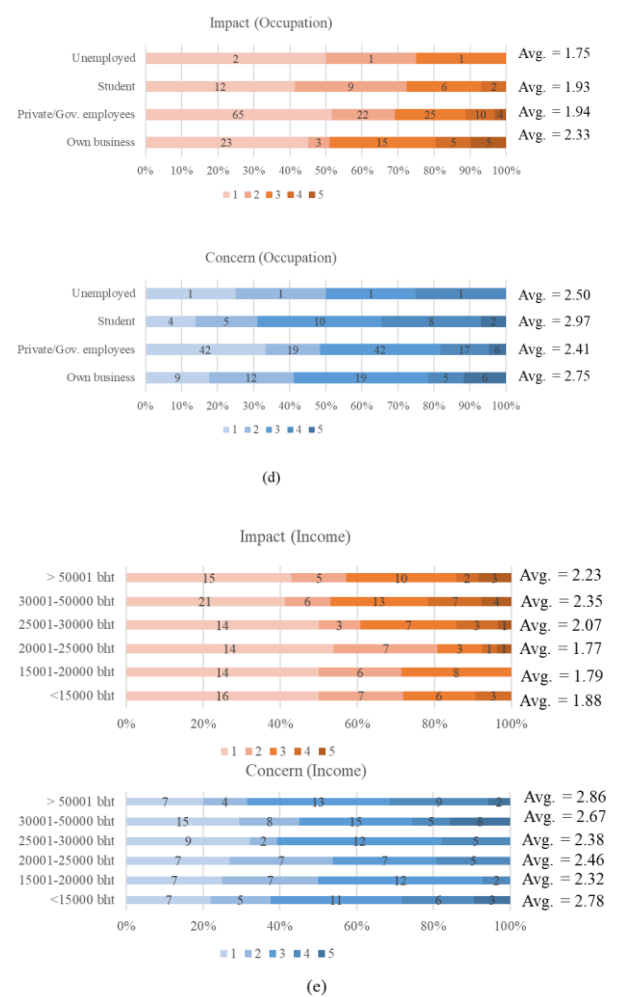 Impact (Occupation)
Unemployed 2 1 1 Avg. = 1.75
Student 12 9 6 2 Avg. = 1.93
Private/Gov. employees 65 22 25 10 4 Avg. = 1.94
Own business 23 3 15 5 5 Avg. = 2.33
0% 10% 20% 30% 40% 50% 60% 70% 80% 90% 100%
1 2 3 4 5
Concern (Occupation)
Unemployed 1 1 1 1 Avg. = 2.50
Student 4 5 10 8 2 Avg. = 2.97
Private/Gov. employees 42 19 42 17 6 Avg. = 2.41
Own business 9 12 19 5 6 Avg. = 2.75
0% 10% 20% 30% 40% 50% 60% 70% 80% 90% 100%
1 2 3 4 5
(d)
Impact (Income)
> 50001 bht 15 5 10 2 3 Avg. = 2.23
30001-50000 bht 21 6 13 7 4 Avg. = 2.35
25001-30000 bht 14 3 7 3 1 Avg. = 2.07
20001-25000 bht 14 7 3 1 1 Avg. = 1.77
15001-20000 bht 14 6 8 Avg. = 1.79
<15000 bht 16 7 6 3 Avg. = 1.88
0% 20% 40% 60% 80% 100%
1 2 3 4 5
Concern (Income)
> 50001 bht 7 4 13 9 2 Avg. = 2.86
30001-50000 bht 15 8 15 5 8 Avg. = 2.67
25001-30000 bht 9 2 12 5 Avg. = 2.38
20001-25000 bht 7 7 7 5 Avg. = 2.46
15001-20000 bht 7 7 12 2 Avg. = 2.32
<15000 bht 7 5 11 6 3 Avg. = 2.78
0% 20% 40% 60% 80% 100%
1 2 3 4 5
(e)